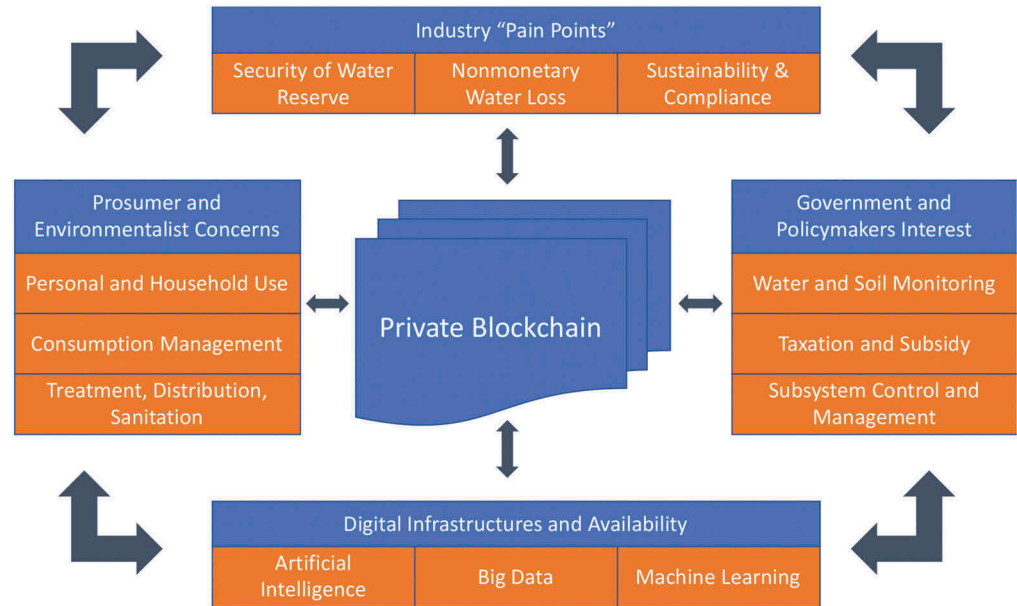 Industry “Pain Points”
Security of Water
Reserve
Nonmonetary
Water Loss
Sustainability &
Compliance
Prosumer and
Environmentalist Concerns
Personal and Household Use
Consumption Management
Treatment, Distribution,
Sanitation
Private Blockchain
Government and
Policymakers Interest
Water and Soil Monitoring
Taxation and Subsidy
Subsystem Control and
Management
Digital Infrastructures and Availability
Artificial
Intelligence
Big Data
Machine Learning